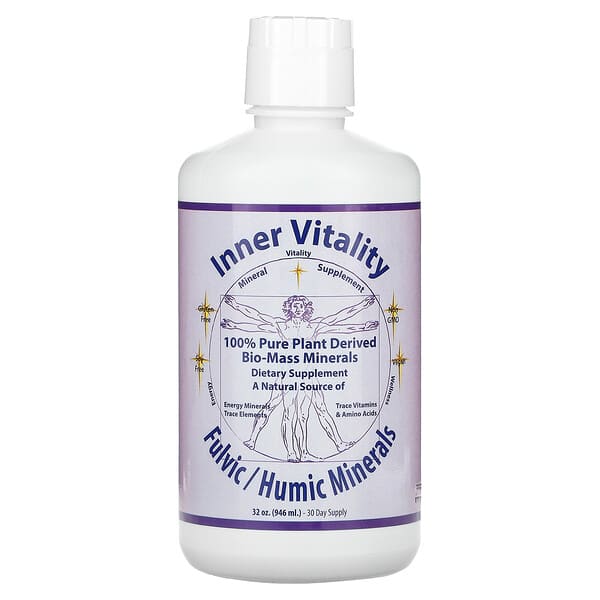 Inner Vitality
Vitality
Mineral Supplement
Gluten Free
Non GMO
100% Pure Plant Derived
Bio-Mass Minerals
Dietary Supplement
A Natural Source of
Soy Free
Energy
Wellness
Energy Minerals
Trace Elements
Trace Vitamins
& Amino Acids
Fulvic / Humic Minerals
32 oz. (946 ml.) - 30 Day Supply